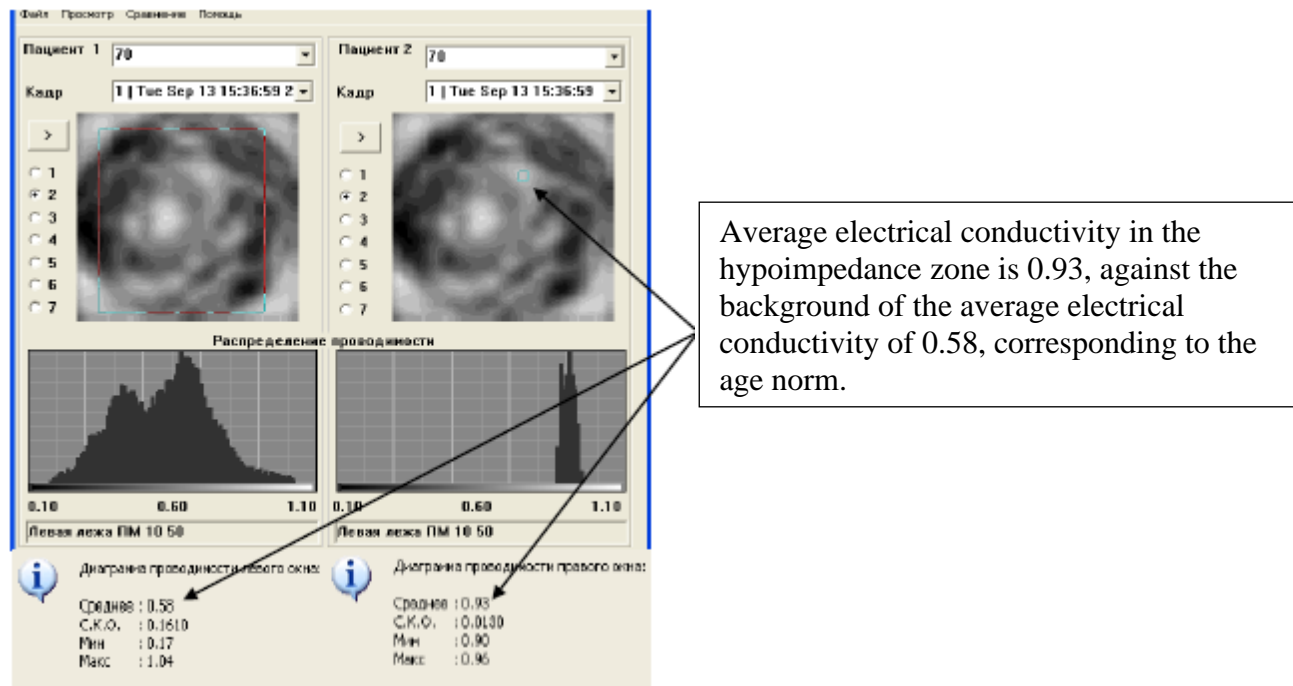 Файл Просмотр Сравнение Помощь
Пациент 1 70
Кадр 1 | Tue Sep 13 15:36:59 2
>
1
2
3
4
5
6
7
Пациент 2 70
Кадр 1 | Tue Sep 13 15:36:59
>
1
2
3
4
5
6
7
Распределение проводимости
0.10 0.60 1.10
0.10 0.60 1.10
Левая лежа ПМ 10 50
Левая лежа ПМ 10 50
Диаграмма проводимости левого окна:
Среднее : 0.58
С.К.О. : 0.1610
Мин : 0.17
Макс : 1.04
Диаграмма проводимости правого окна:
Среднее : 0.93
С.К.О. : 0.0130
Мин : 0.90
Макс : 0.96
Average electrical conductivity in the
hypoimpedance zone is 0.93, against the
background of the average electrical
conductivity of 0.58, corresponding to the
age norm.